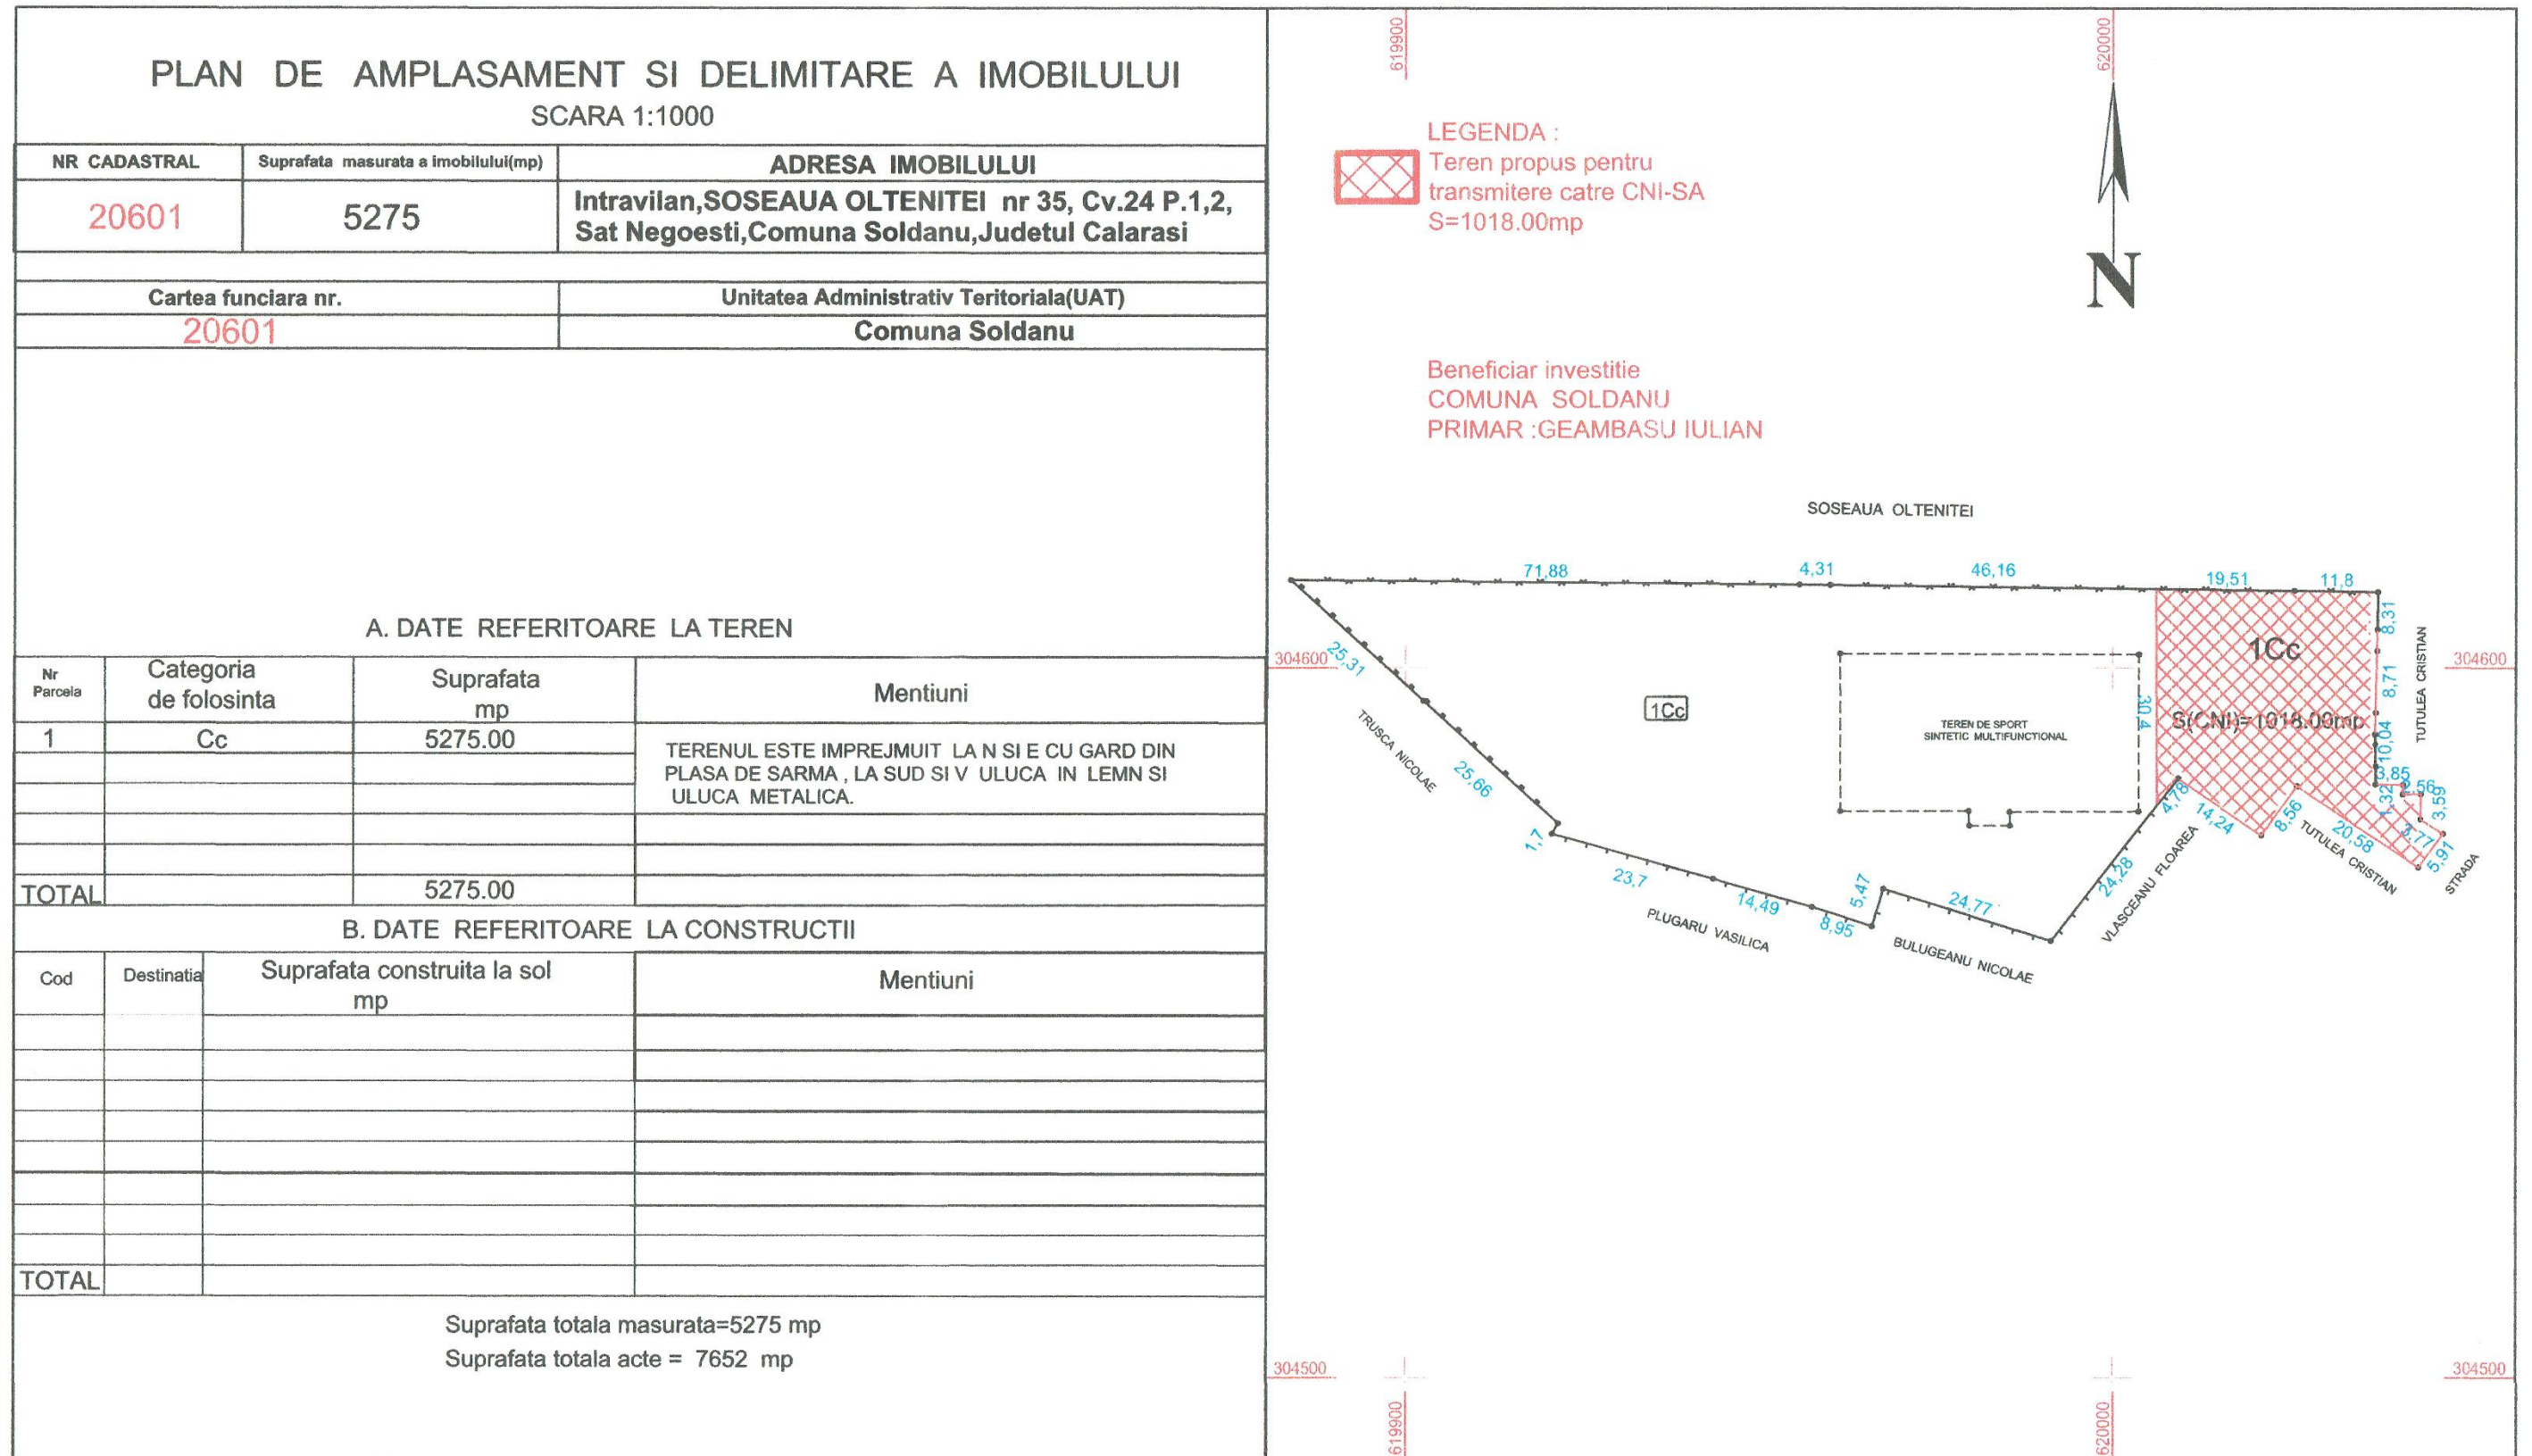 PLAN DE AMPLASAMENT SI DELIMITARE A IMOBILULUI
SCARA 1:1000
NR CADASTRAL
Suprafata masurata a imobilului(mp)
ADRESA IMOBILULUI
20601
5275
Intravilan,SOSEAUA OLTENITEI nr 35, Cv.24 P.1,2,
Sat Negoesti,Comuna Soldanu,Judetul Calarasi
Cartea funciara nr.
Unitatea Administrativ Teritoriala(UAT)
20601
Comuna Soldanu
A. DATE REFERITOARE LA TEREN
Nr
Parcela
Categoria
de folosinta
Suprafata
mp
Mentiuni
1
Cc
5275.00
TERENUL ESTE IMPREJMUIT LA N SI E CU GARD DIN
PLASA DE SARMA , LA SUD SI V ULUCA IN LEMN SI
ULUCA METALICA.
TOTAL
5275.00
B. DATE REFERITOARE LA CONSTRUCTII
Cod
Destinatia
Suprafata construita la sol
mp
Mentiuni
TOTAL
Suprafata totala masurata=5275 mp
Suprafata totala acte = 7652 mp
619900
620000
LEGENDA :
Teren propus pentru
transmitere catre CNI-SA
S=1018.00mp
N
Beneficiar investitie
COMUNA SOLDANU
PRIMAR :GEAMBASU IULIAN
SOSEAUA OLTENITEI
71,88
4,31
46,16
19,51
11,8
8,31
304600
25,31
1Cc
TUTULEA CRISTIAN
304600
8,71
1Cc
30,4
TRUSCA NICOLAE
TEREN DE SPORT
SINTETIC MULTIFUNCTIONAL
S(CNI)=1018.00mp
10,04
25,66
3,85
2,56
4,78
1,32
3,59
14,24
8,56
20,58
3,77
1,7
TUTULEA CRISTIAN
5,91
STRADA
23,7
14,49
8,95
5,47
24,77
24,28
VLASCEANU FLOAREA
PLUGARU VASILICA
BULUGEANU NICOLAE
304500
304500
619900
620000